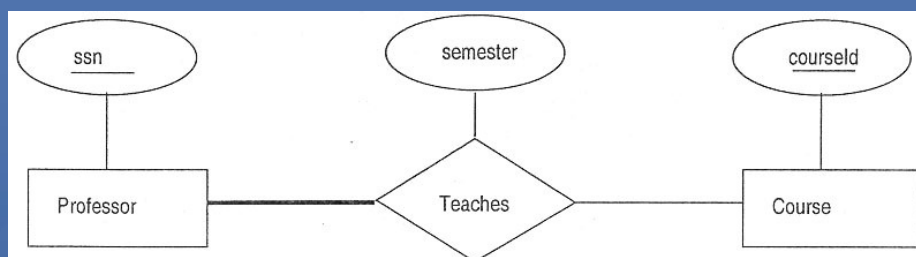 ssn
semester
courseId
Professor
Teaches
Course